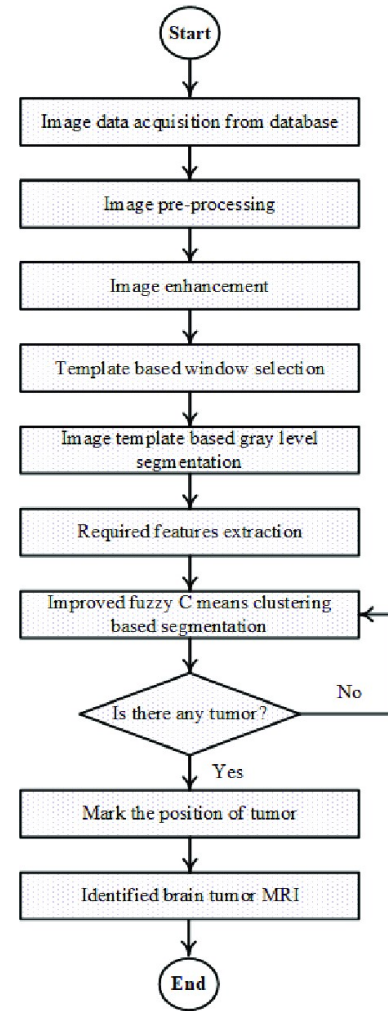 Start
Image data acquisition from database
Image pre-processing
Image enhancement
Template based window selection
Image template based gray level
segmentation
Required features extraction
Improved fuzzy C means clustering
based segmentation
Is there any tumor?
No
Yes
Mark the position of tumor
Identified brain tumor MRI
End